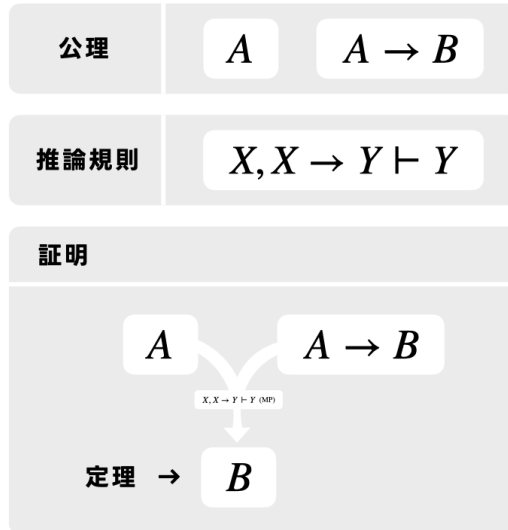 公理 A A → B
推論規則 X, X → Y ⊢ Y
証明
A A → B
X, X → Y ⊢ Y (MP)
定理 → B